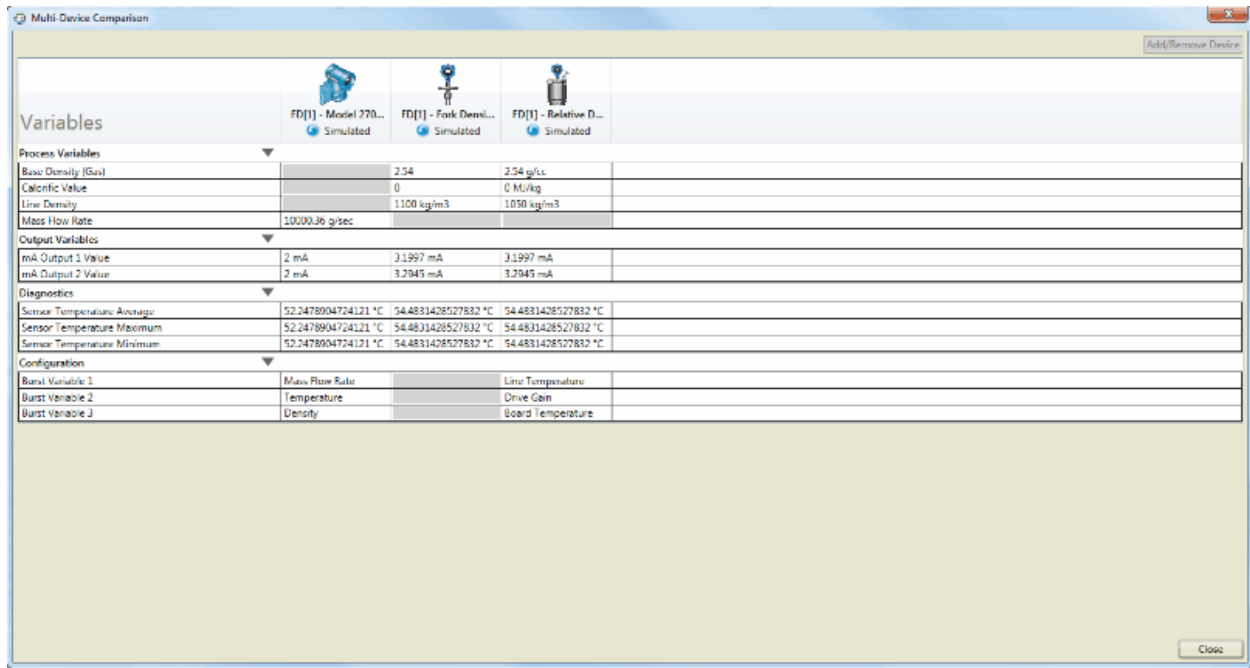 Multi-Device Comparison
Add/Remove Device
Variables
FD[1] - Model 270... FD[1] - Fork Densi... FD[1] - Relative D...
Simulated Simulated Simulated
Process Variables
Base Density (Gas) 2.54 2.54 g/cc
Calorific Value 0 0 MJ/kg
Line Density 1100 kg/m3 1050 kg/m3
Mass Flow Rate 10000.36 g/sec
Output Variables
mA Output 1 Value 2 mA 3.1997 mA 3.1997 mA
mA Output 2 Value 2 mA 3.2945 mA 3.2945 mA
Diagnostics
Sensor Temperature Average 52.2478904724121 °C 54.4831428527832 °C 54.4831428527832 °C
Sensor Temperature Maximum 52.2478904724121 °C 54.4831428527832 °C 54.4831428527832 °C
Sensor Temperature Minimum 52.2478904724121 °C 54.4831428527832 °C 54.4831428527832 °C
Configuration
Burst Variable 1 Mass Flow Rate Line Temperature
Burst Variable 2 Temperature Drive Gain
Burst Variable 3 Density Board Temperature
Close